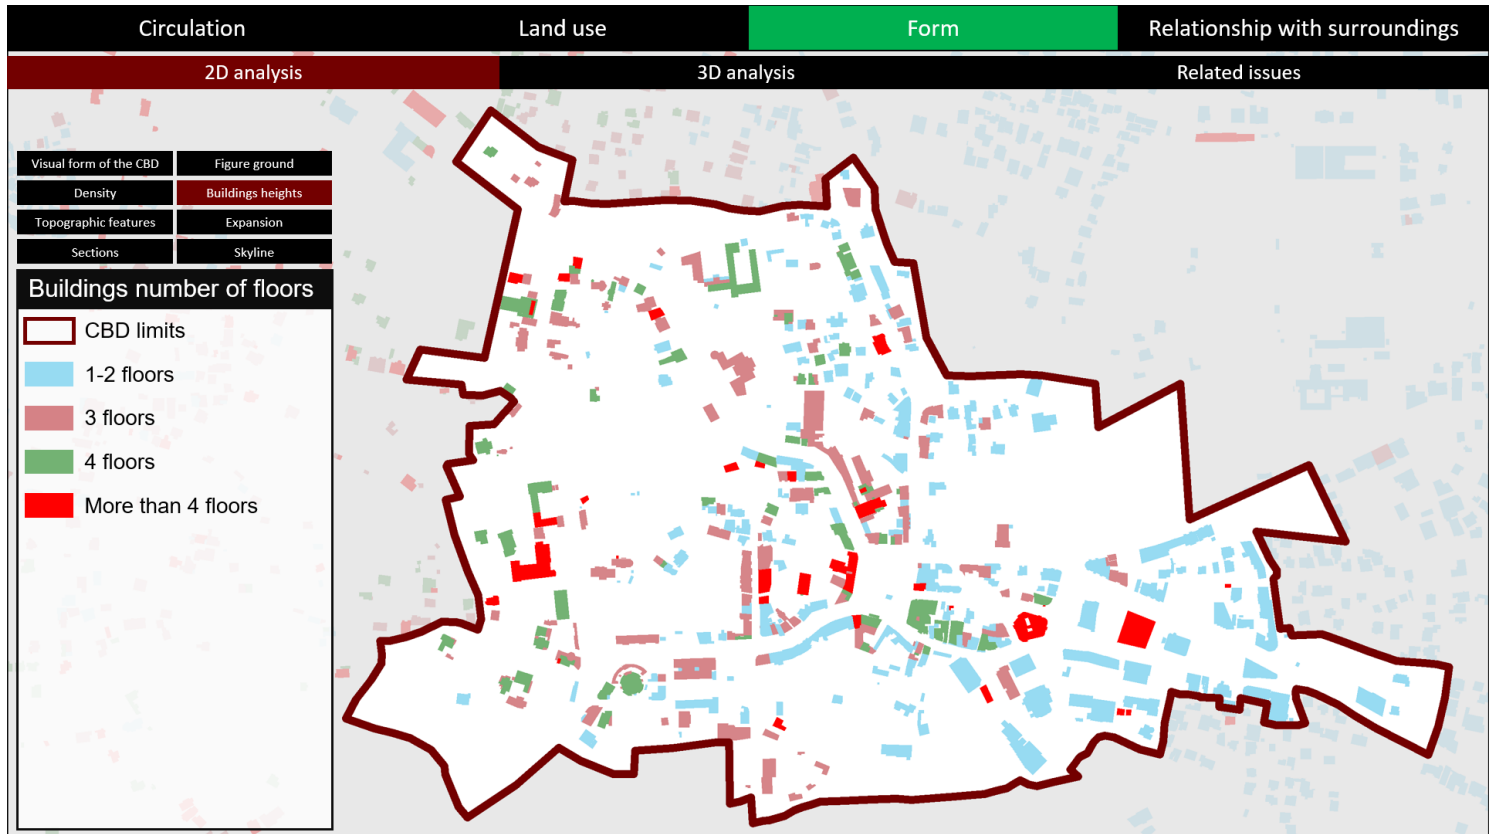 Circulation
Land use
Form
Relationship with surroundings
2D analysis
3D analysis
Related issues
Visual form of the CBD
Figure ground
Density
Buildings heights
Topographic features
Expansion
Sections
Skyline
Buildings number of floors
CBD limits
1-2 floors
3 floors
4 floors
More than 4 floors